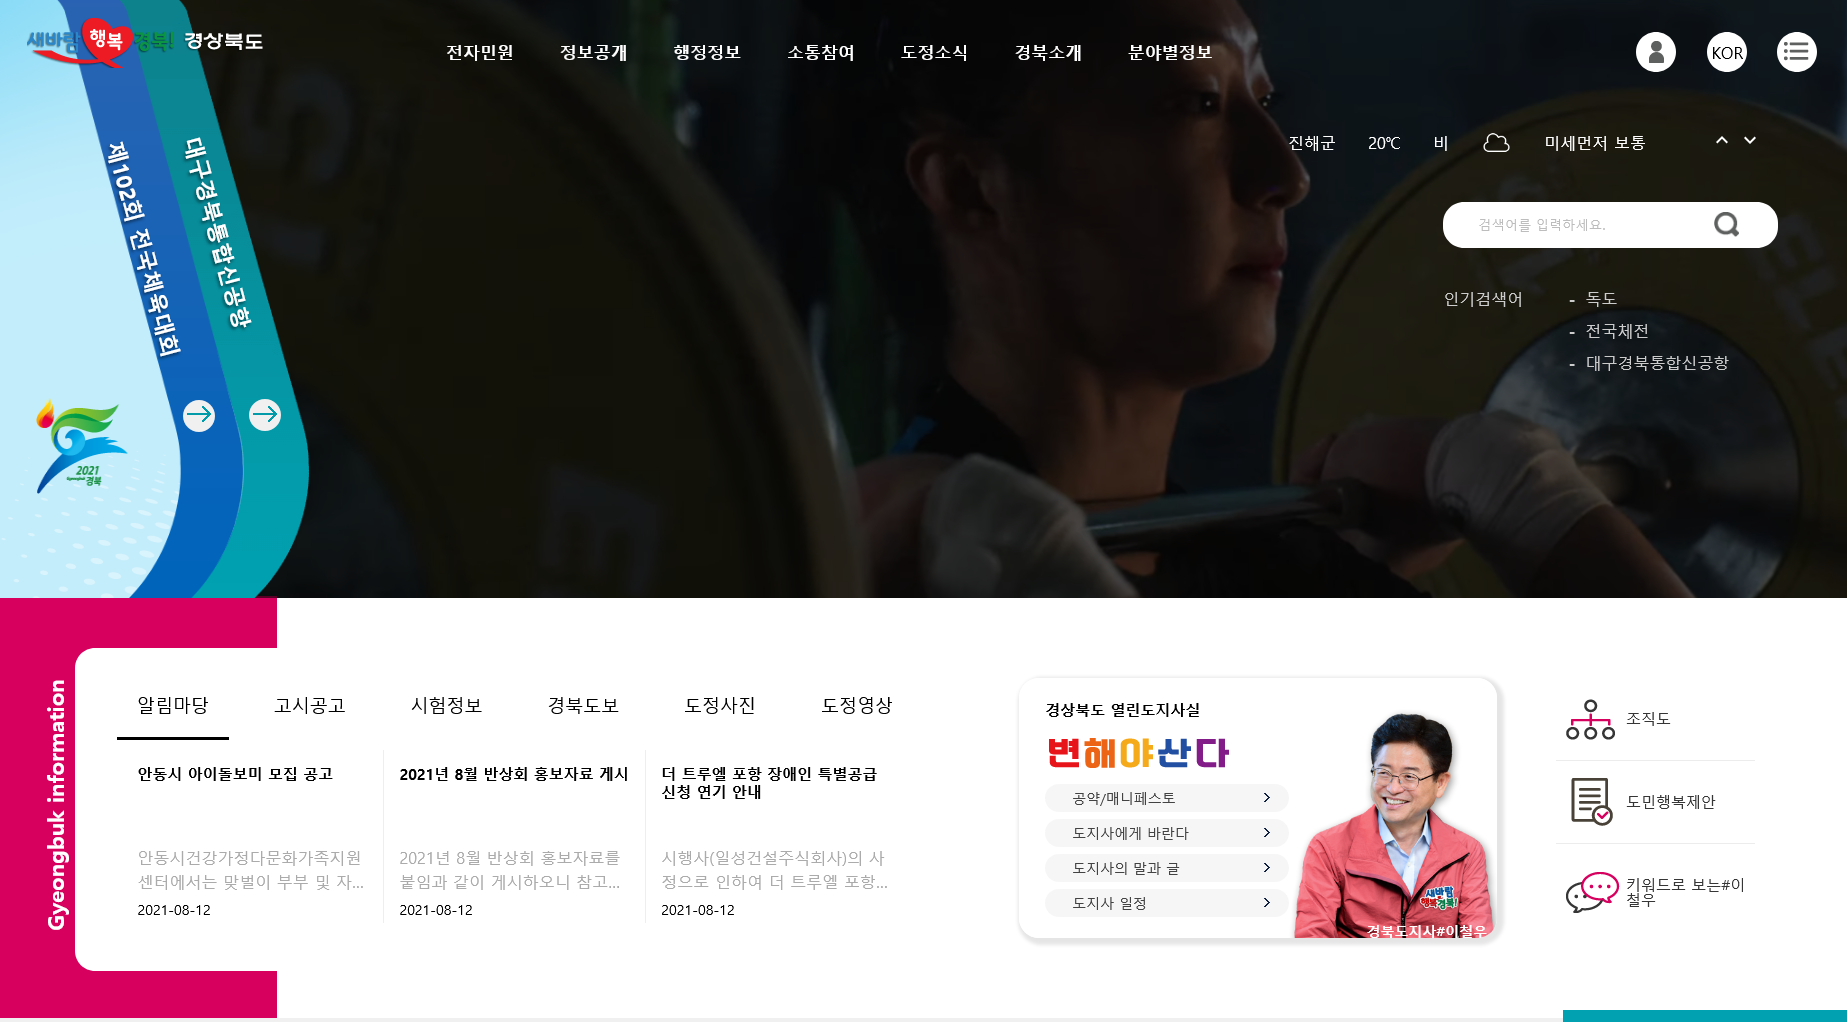 새바람 행복 경북! 경상북도
전자민원 정보공개 행정정보 소통참여 도정소식 경북소개 분야별정보
KOR
진해군 20℃ 비 미세먼저 보통
제102회 전국체육대회
대구경북통합신공항
검색어를 입력하세요.
인기검색어 - 독도
- 전국체전
- 대구경북통합신공항
2021
Gyeongbuk
경북
Gyeongbuk information
알림마당 고시공고 시험정보 경북도보 도정사진 도정영상
안동시 아이돌보미 모집 공고
안동시건강가정다문화가족지원
센터에서는 맞벌이 부부 및 자...
2021-08-12
2021년 8월 반상회 홍보자료 게시
2021년 8월 반상회 홍보자료를
붙임과 같이 게시하오니 참고...
2021-08-12
더 트루엘 포항 장애인 특별공급
신청 연기 안내
시행사(일성건설주식회사)의 사
정으로 인하여 더 트루엘 포항...
2021-08-12
경상북도 열린도지사실
변해야산다
공약/매니페스토
도지사에게 바란다
도지사의 말과 글
도지사 일정
새바람
행복경북!
경북도지사#이철우
조직도
도민행복제안
키워드로 보는#이
철우